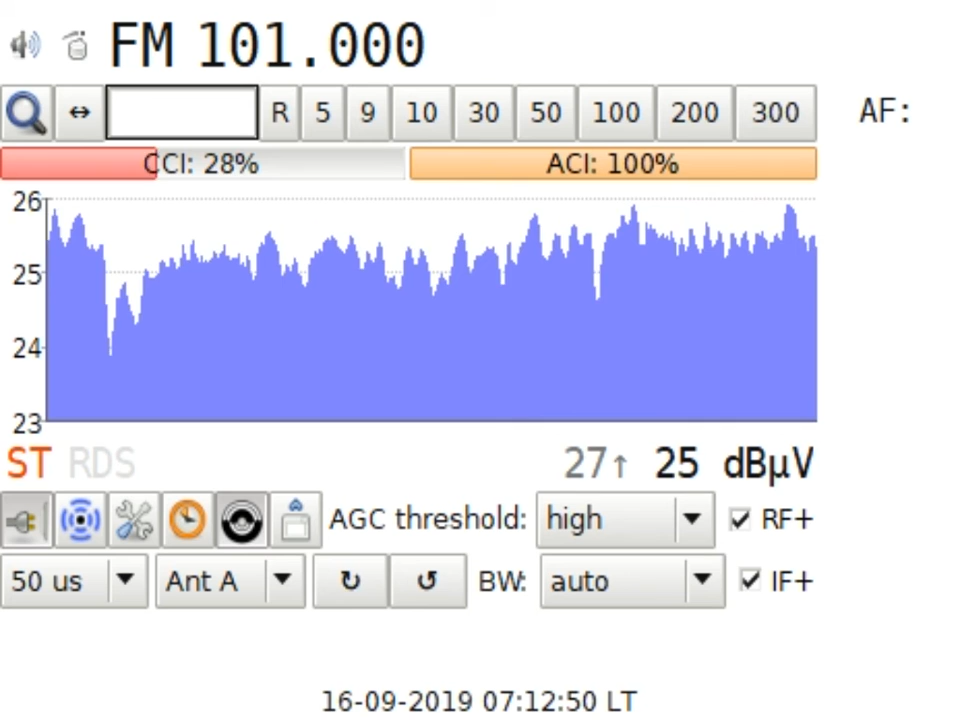 FM 101.000
R 5 9 10 30 50 100 200 300 AF:
CCI: 28% ACI: 100%
26
25
24
23
ST RDS 27↑ 25 dBµV
AGC threshold: high RF+
50 us Ant A ↻ ↺ BW: auto IF+
16-09-2019 07:12:50 LT